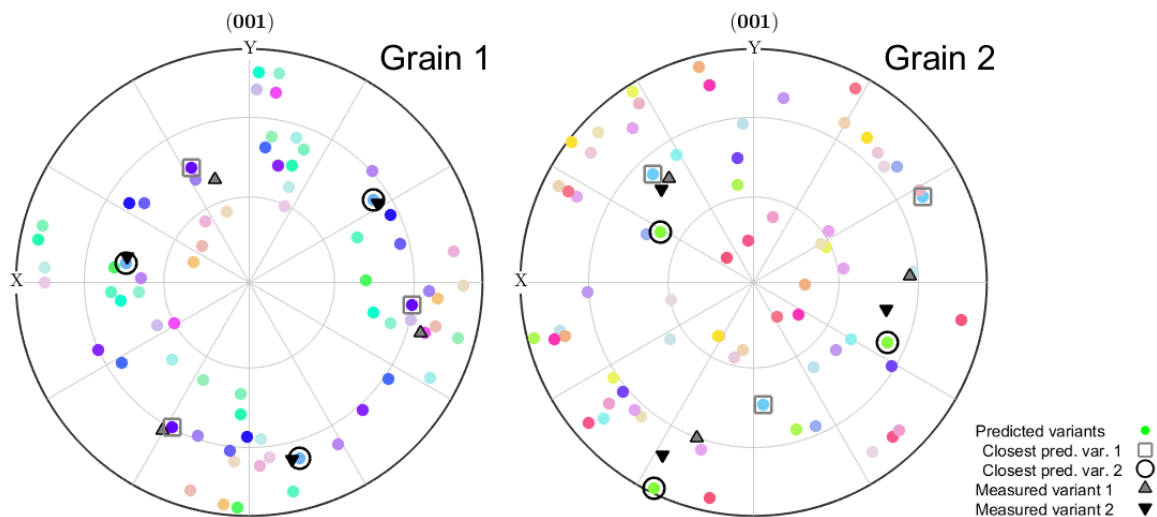 (001)
Y
Grain 1
X
(001)
Y
Grain 2
X
Predicted variants
Closest pred. var. 1
Closest pred. var. 2
Measured variant 1
Measured variant 2